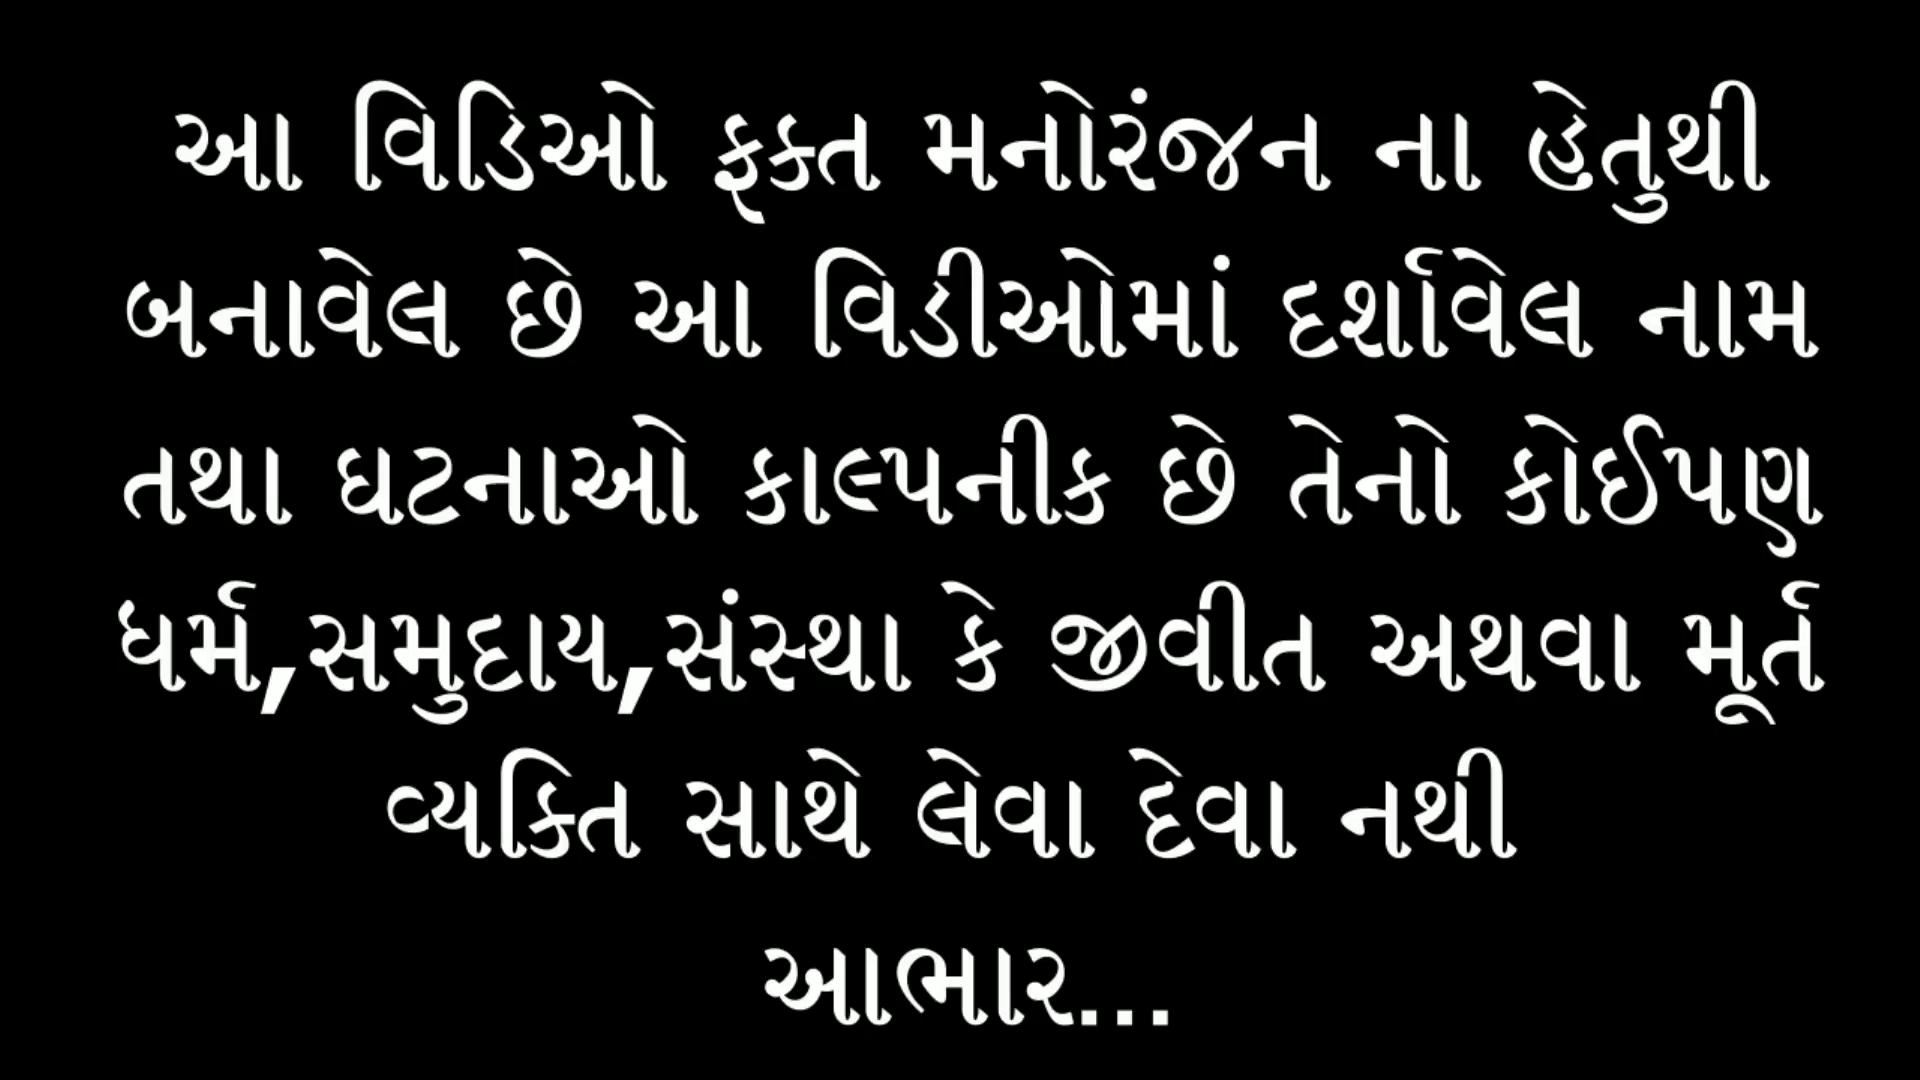 આ વિડિઓ ફક્ત મનોરંજન ના હેતુથી
બનાવેલ છે આ વિડીઓમાં દર્શાવેલ નામ
તથા ઘટનાઓ કાલ્પનીક છે તેનો કોઈપણ
ધર્મ,સમુદાય,સંસ્થા કે જીવીત અથવા મૂર્ત
વ્યક્તિ સાથે લેવા દેવા નથી
આભાર...